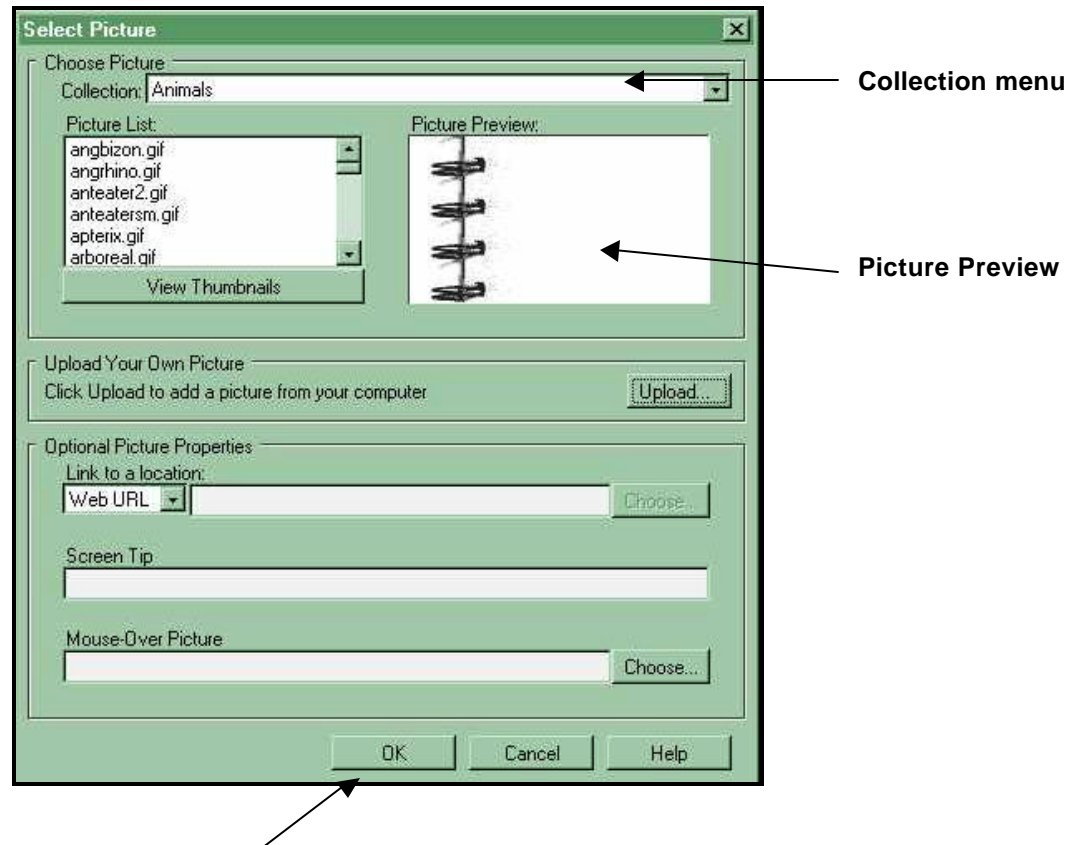 Select Picture
Choose Picture
Collection: Animals
Collection menu
Picture List:
angbizon.gif
angrhino.gif
anteater2.gif
anteatersm.gif
apterix.gif
arboreal.gif
View Thumbnails
Picture Preview:
Picture Preview
Upload Your Own Picture
Click Upload to add a picture from your computer
Upload...
Optional Picture Properties
Link to a location:
Web URL
Choose...
Screen Tip
Mouse-Over Picture
Choose...
OK Cancel Help